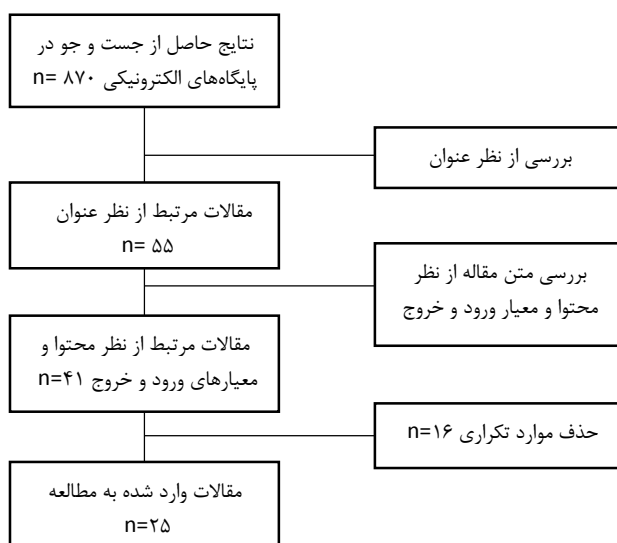 نتایج حاصل از جست و جو در
پایگاه‌های الکترونیکی n= ۸۷۰
بررسی از نظر عنوان
مقالات مرتبط از نظر عنوان
n= ۵۵
بررسی متن مقاله از نظر
محتوا و معیار ورود و خروج
مقالات مرتبط از نظر محتوا و
معیارهای ورود و خروج n=۴۱
حذف موارد تکراری n=۱۶
مقالات وارد شده به مطالعه
n=۲۵